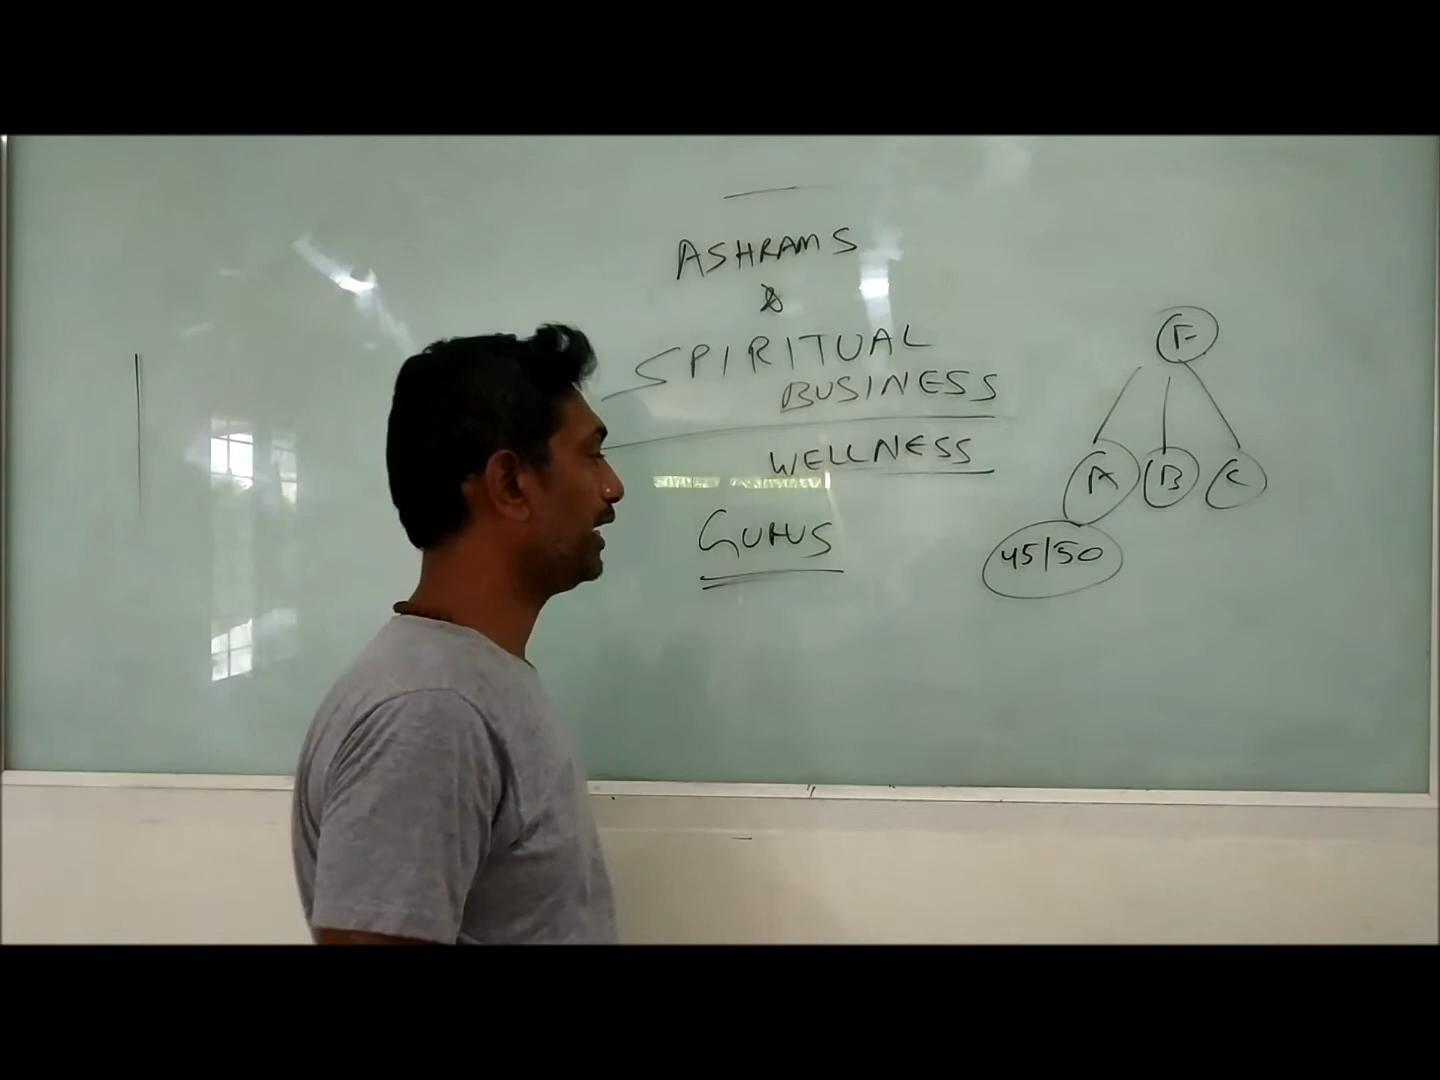 ASHRAMS
&
SPIRITUAL
BUSINESS
WELLNESS
GURUS
F
A B C
45/50